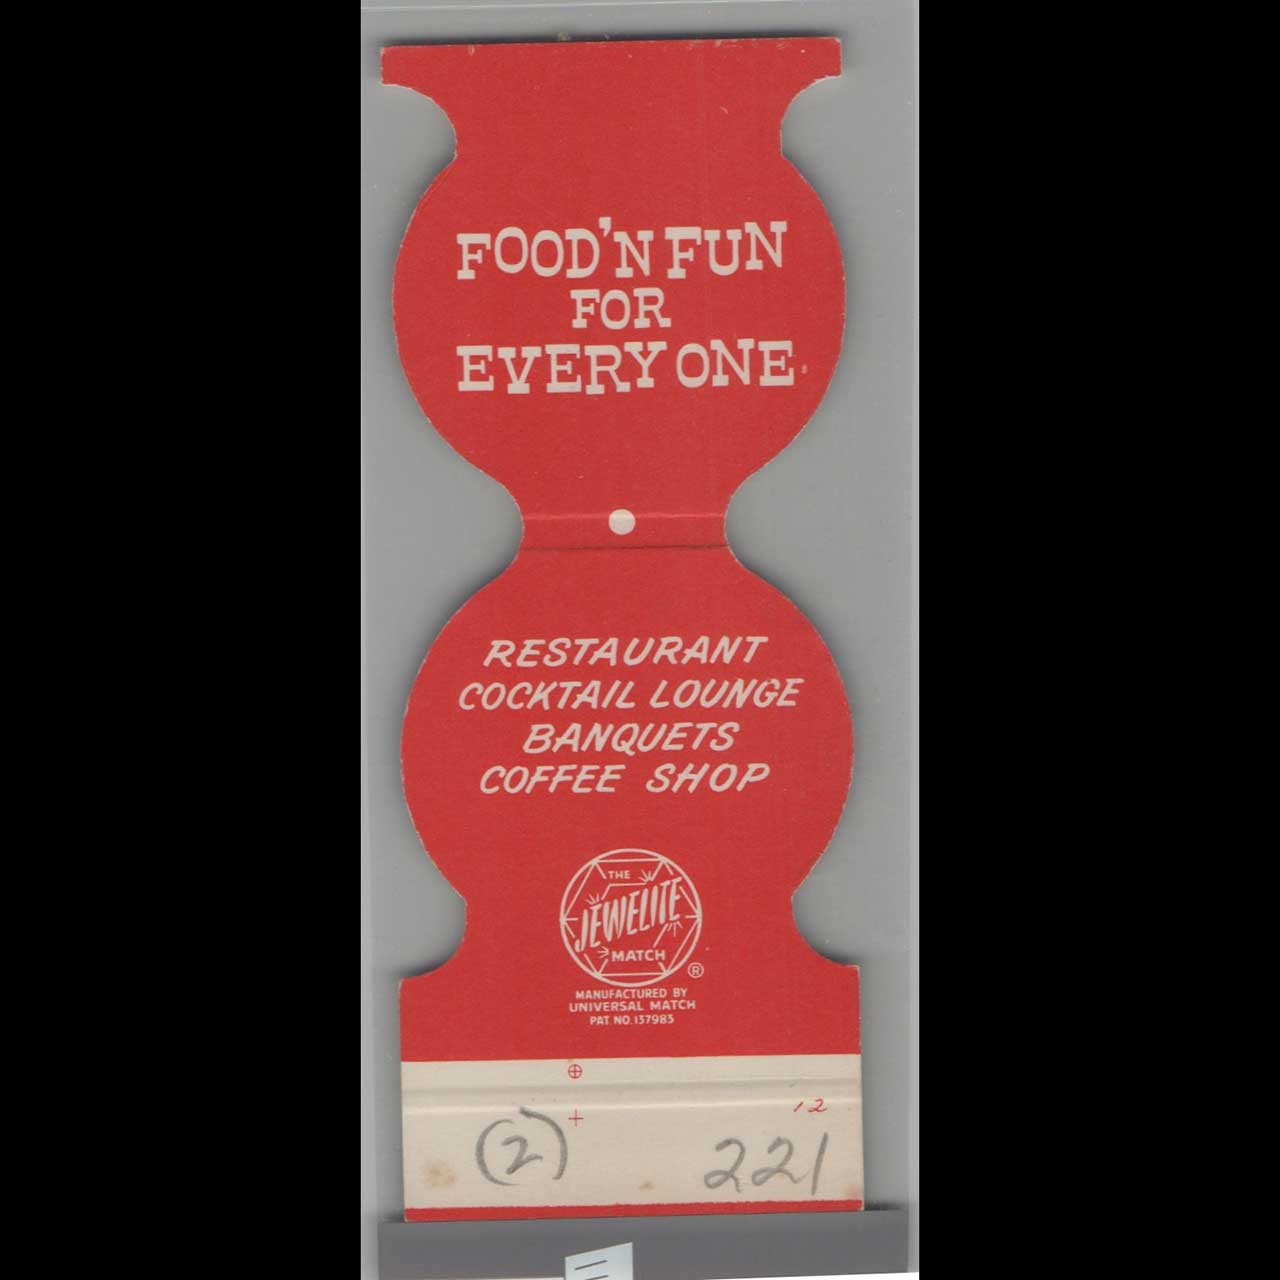 FOOD'N FUN
FOR
EVERY ONE.
RESTAURANT
COCKTAIL LOUNGE
BANQUETS
COFFEE SHOP
THE
JEWELITE
MATCH
®
MANUFACTURED BY
UNIVERSAL MATCH
PAT. NO. 137983
12
(2) 221